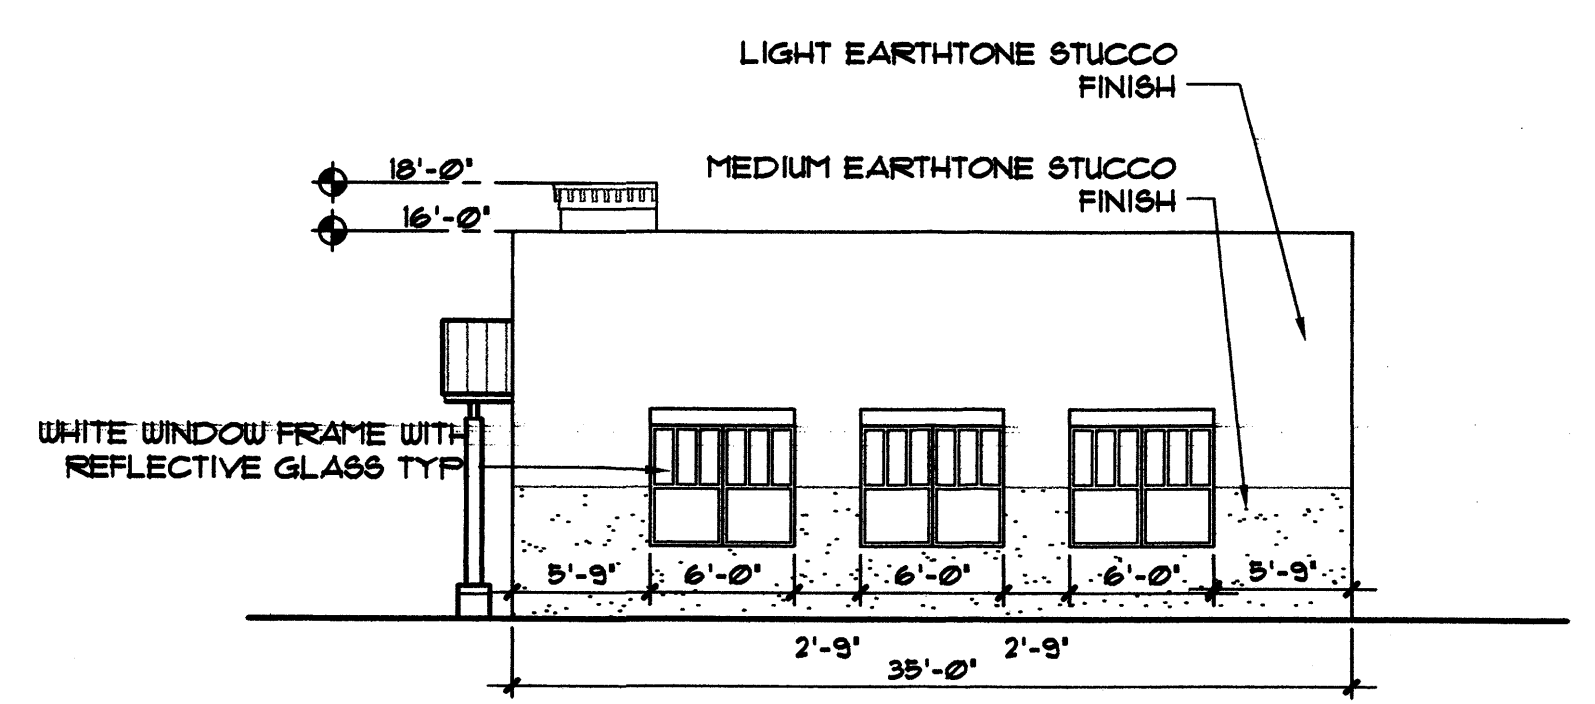 LIGHT EARTHTONE STUCCO
FINISH
MEDIUM EARTHTONE STUCCO
FINISH
18'-0"
16'-0"
WHITE WINDOW FRAME WITH
REFLECTIVE GLASS TYP
5'-9" 6'-0" 6'-0" 6'-0" 5'-9"
2'-9" 2'-9"
35'-0"